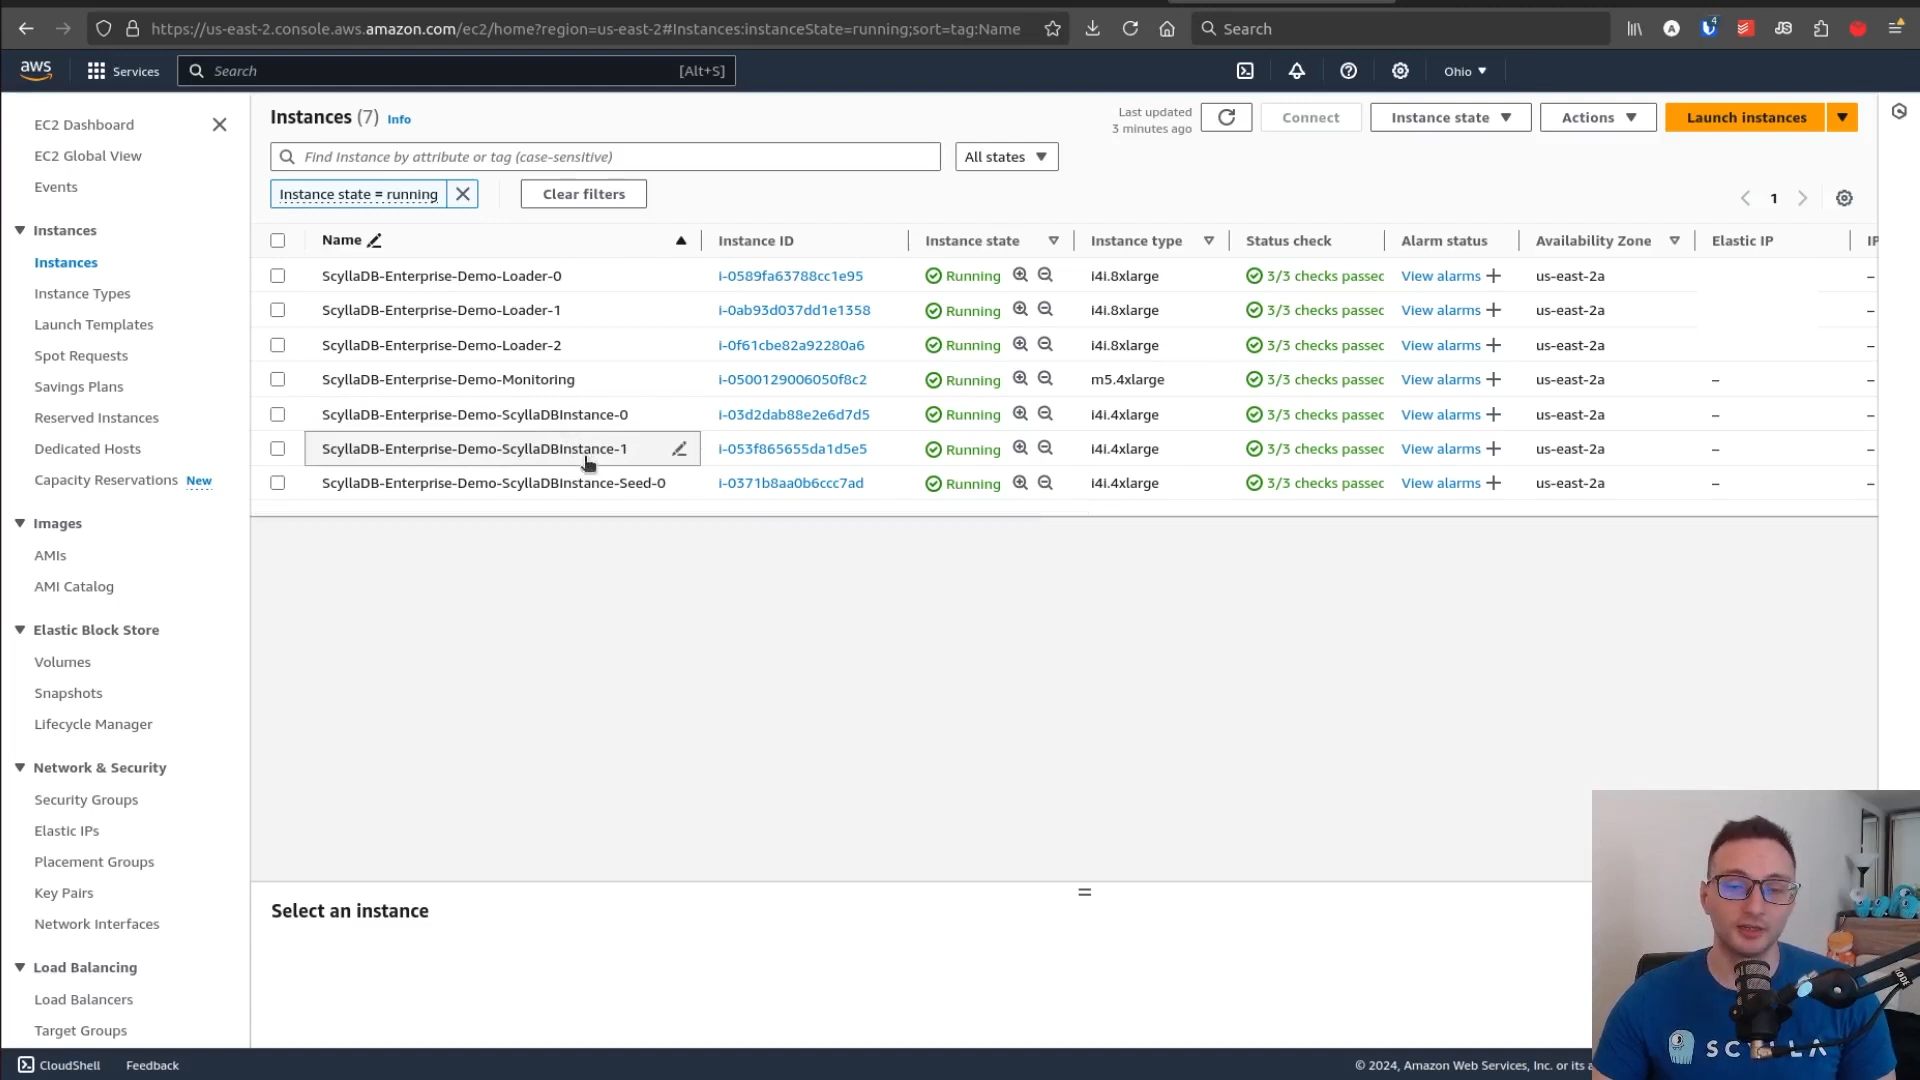 https://us-east-2.console.aws.amazon.com/ec2/home?region=us-east-2#Instances:instanceState=running;sort=tag:Name
Search
4
aws
Services
Search
[Alt+S]
Ohio
EC2 Dashboard
EC2 Global View
Events
Instances
Instances
Instance Types
Launch Templates
Spot Requests
Savings Plans
Reserved Instances
Dedicated Hosts
Capacity Reservations New
Images
AMIs
AMI Catalog
Elastic Block Store
Volumes
Snapshots
Lifecycle Manager
Network & Security
Security Groups
Elastic IPs
Placement Groups
Key Pairs
Network Interfaces
Load Balancing
Load Balancers
Target Groups
Instances (7) Info
Last updated
3 minutes ago
Connect
Instance state
Actions
Launch instances
Find Instance by attribute or tag (case-sensitive)
All states
Instance state = running
Clear filters
1
Name Instance ID Instance state Instance type Status check Alarm status Availability Zone Elastic IP IP
ScyllaDB-Enterprise-Demo-Loader-0 i-0589fa63788cc1e95 Running i4i.8xlarge 3/3 checks passec View alarms + us-east-2a –
ScyllaDB-Enterprise-Demo-Loader-1 i-0ab93d037dd1e1358 Running i4i.8xlarge 3/3 checks passec View alarms + us-east-2a –
ScyllaDB-Enterprise-Demo-Loader-2 i-0f61cbe82a92280a6 Running i4i.8xlarge 3/3 checks passec View alarms + us-east-2a –
ScyllaDB-Enterprise-Demo-Monitoring i-0500129006050f8c2 Running m5.4xlarge 3/3 checks passec View alarms + us-east-2a – –
ScyllaDB-Enterprise-Demo-ScyllaDBInstance-0 i-03d2dab88e2e6d7d5 Running i4i.4xlarge 3/3 checks passec View alarms + us-east-2a – –
ScyllaDB-Enterprise-Demo-ScyllaDBInstance-1 i-053f865655da1d5e5 Running i4i.4xlarge 3/3 checks passec View alarms + us-east-2a – –
ScyllaDB-Enterprise-Demo-ScyllaDBInstance-Seed-0 i-0371b8aa0b6ccc7ad Running i4i.4xlarge 3/3 checks passec View alarms + us-east-2a – –
Select an instance
SCYLLA
CloudShell
Feedback
© 2024, Amazon Web Services, Inc. or its a